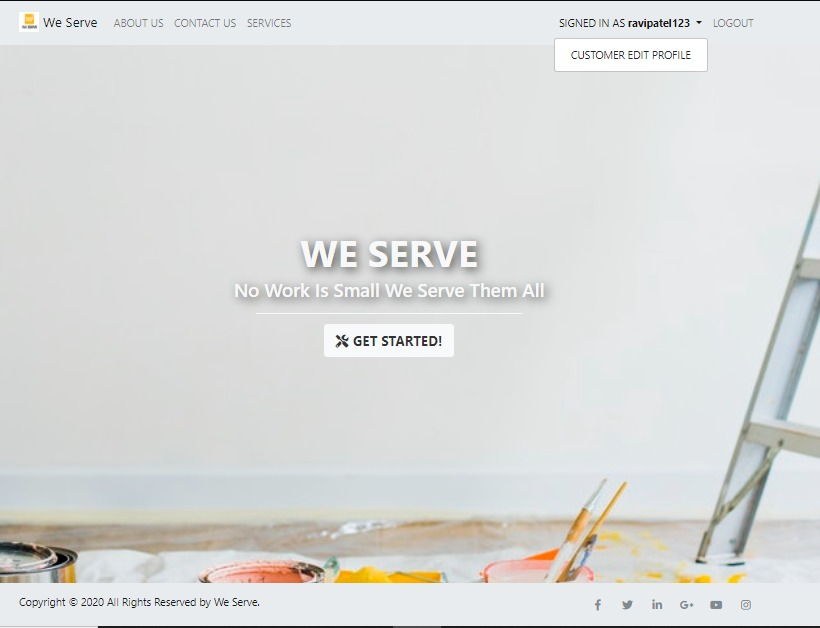 We Serve ABOUT US CONTACT US SERVICES SIGNED IN AS ravipatel123 LOGOUT
CUSTOMER EDIT PROFILE
WE SERVE
No Work Is Small We Serve Them All
GET STARTED!
Copyright © 2020 All Rights Reserved by We Serve.